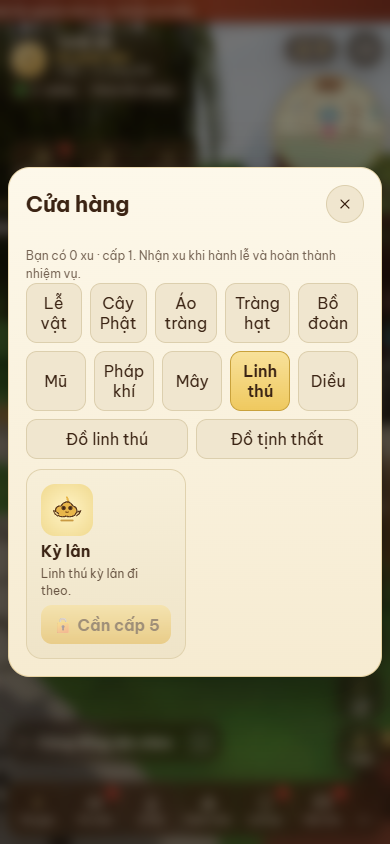 Cửa hàng
×
Bạn có 0 xu · cấp 1. Nhận xu khi hành lễ và hoàn thành
nhiệm vụ.
Lễ
vật
Cây
Phật
Áo
tràng
Tràng
hạt
Bồ
đoàn
Mũ
Pháp
khí
Mây
Linh
thú
Diều
Đồ linh thú
Đồ tịnh thất
Kỳ lân
Linh thú kỳ lân đi
theo.
🔒 Cần cấp 5